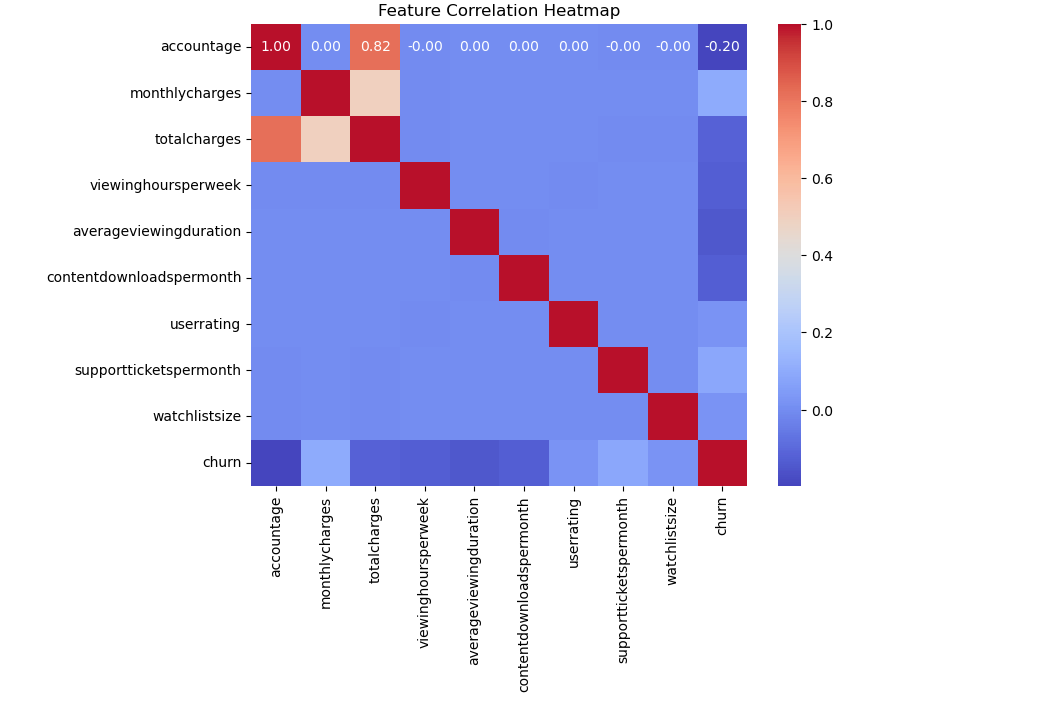 Feature Correlation Heatmap
accountage 1.00 0.00 0.82 -0.00 0.00 0.00 0.00 -0.00 -0.00 -0.20
monthlycharges
totalcharges
viewinghoursperweek
averageviewingduration
contentdownloadspermonth
userrating
supportticketspermonth
watchlistsize
churn
accountage
monthlycharges
totalcharges
viewinghoursperweek
averageviewingduration
contentdownloadspermonth
userrating
supportticketspermonth
watchlistsize
churn
1.0
0.8
0.6
0.4
0.2
0.0